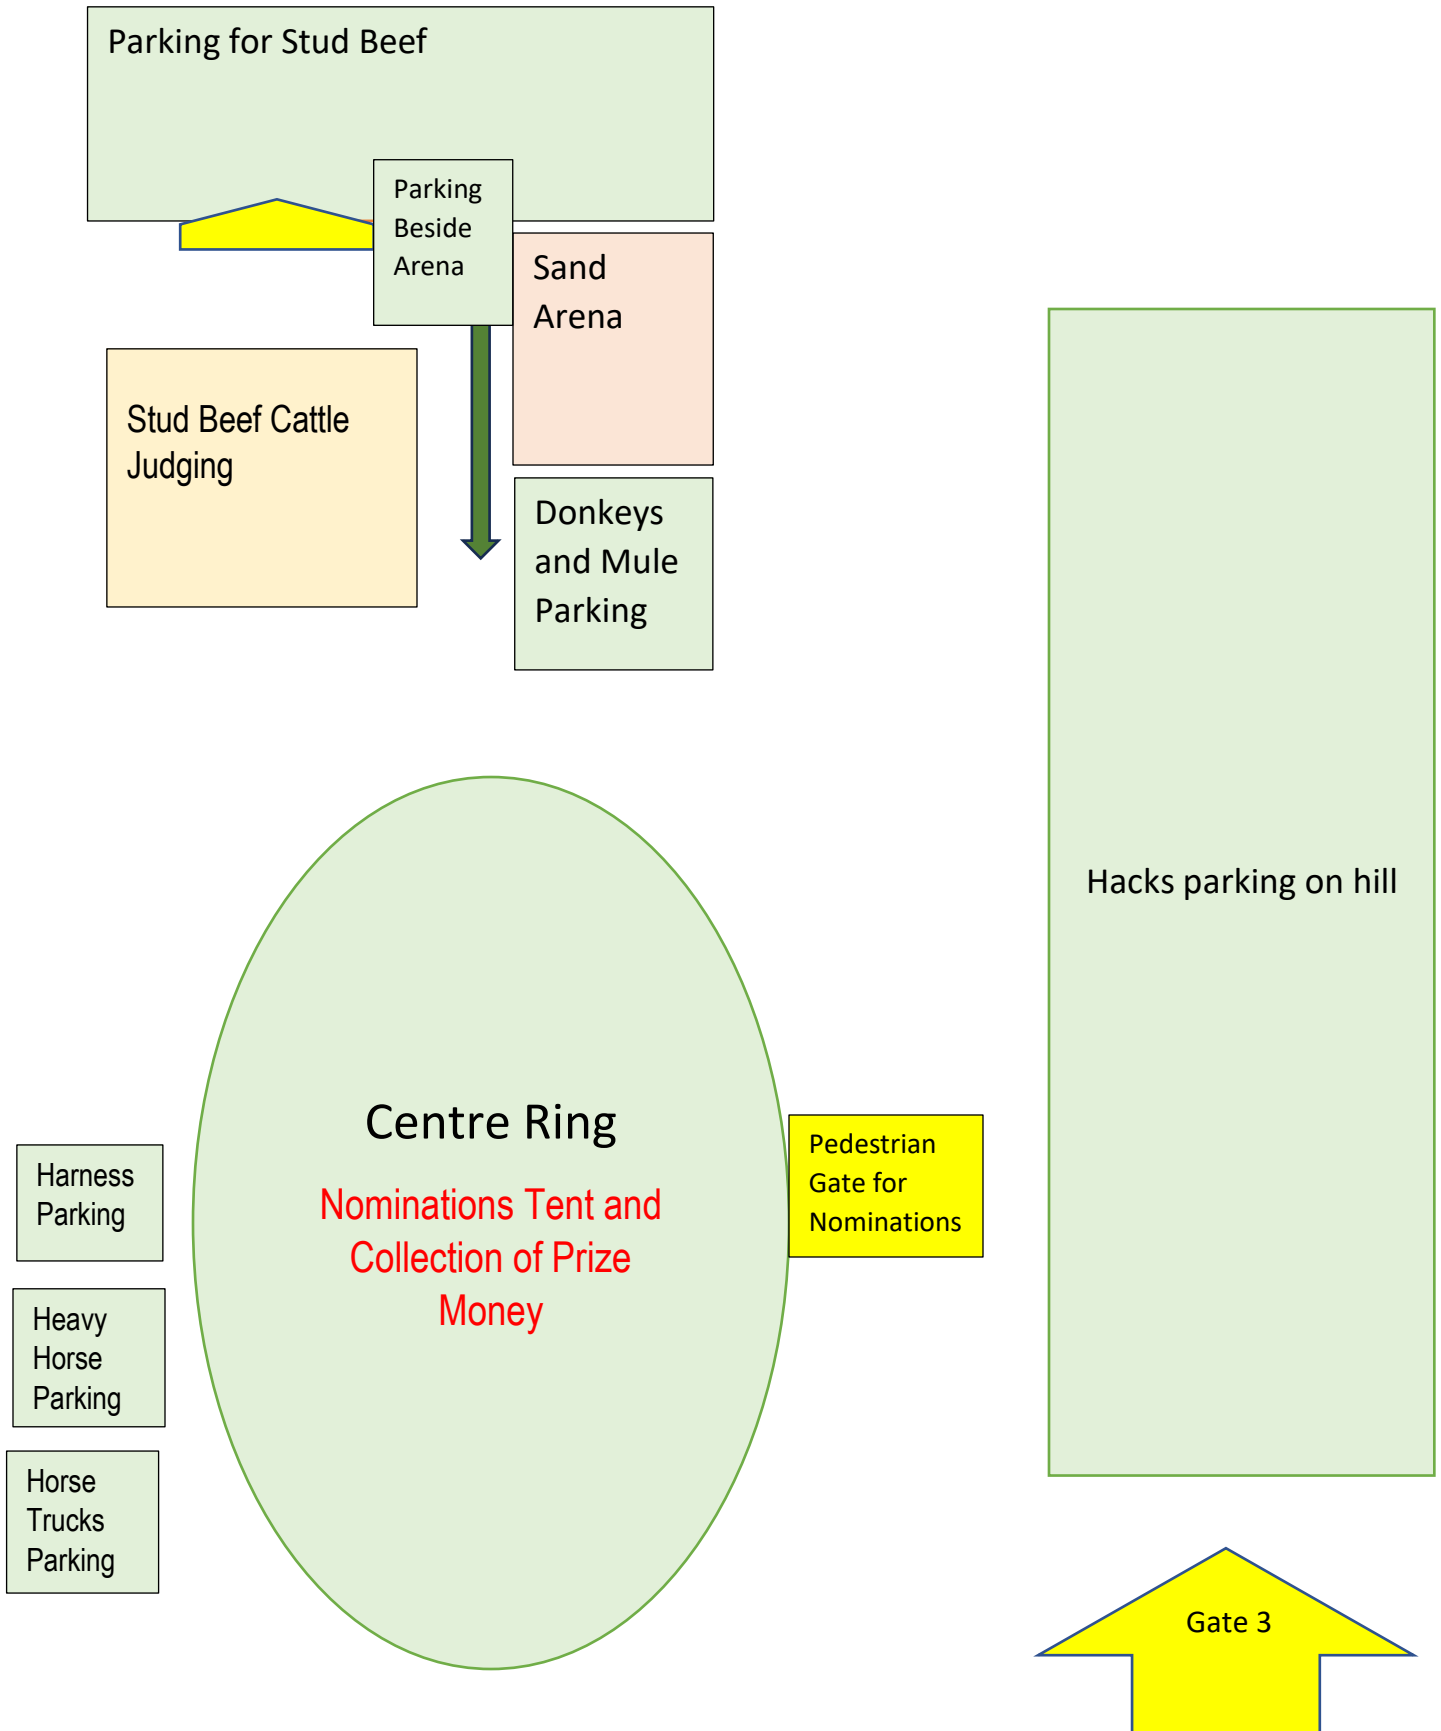 Parking for Stud Beef
Parking
Beside
Arena
Sand
Arena
Stud Beef Cattle
Judging
Donkeys
and Mule
Parking
Hacks parking on hill
Centre Ring
Nominations Tent and
Collection of Prize
Money
Pedestrian
Gate for
Nominations
Harness
Parking
Heavy
Horse
Parking
Horse
Trucks
Parking
Gate 3